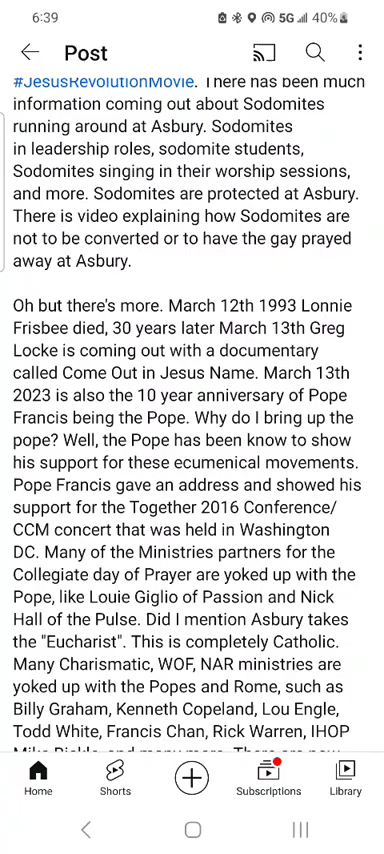 6:39
5G 40%
Post
#JesusRevolutionMovie. There has been much
information coming out about Sodomites
running around at Asbury. Sodomites
in leadership roles, sodomite students,
Sodomites singing in their worship sessions,
and more. Sodomites are protected at Asbury.
There is video explaining how Sodomites are
not to be converted or to have the gay prayed
away at Asbury.
Oh but there's more. March 12th 1993 Lonnie
Frisbee died, 30 years later March 13th Greg
Locke is coming out with a documentary
called Come Out in Jesus Name. March 13th
2023 is also the 10 year anniversary of Pope
Francis being the Pope. Why do I bring up the
pope? Well, the Pope has been know to show
his support for these ecumenical movements.
Pope Francis gave an address and showed his
support for the Together 2016 Conference/
CCM concert that was held in Washington
DC. Many of the Ministries partners for the
Collegiate day of Prayer are yoked up with the
Pope, like Louie Giglio of Passion and Nick
Hall of the Pulse. Did I mention Asbury takes
the "Eucharist". This is completely Catholic.
Many Charismatic, WOF, NAR ministries are
yoked up with the Popes and Rome, such as
Billy Graham, Kenneth Copeland, Lou Engle,
Todd White, Francis Chan, Rick Warren, IHOP
Mike Bickle, and many more. There are now
Home
Shorts
Subscriptions
Library